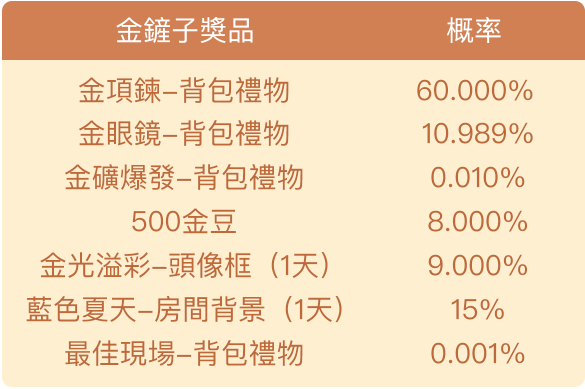 金鏟子獎品 概率
金項鍊–背包禮物 60.000%
金眼鏡–背包禮物 10.989%
金礦爆發–背包禮物 0.010%
500金豆 8.000%
金光溢彩–頭像框（1天） 9.000%
藍色夏天–房間背景（1天） 15%
最佳現場–背包禮物 0.001%